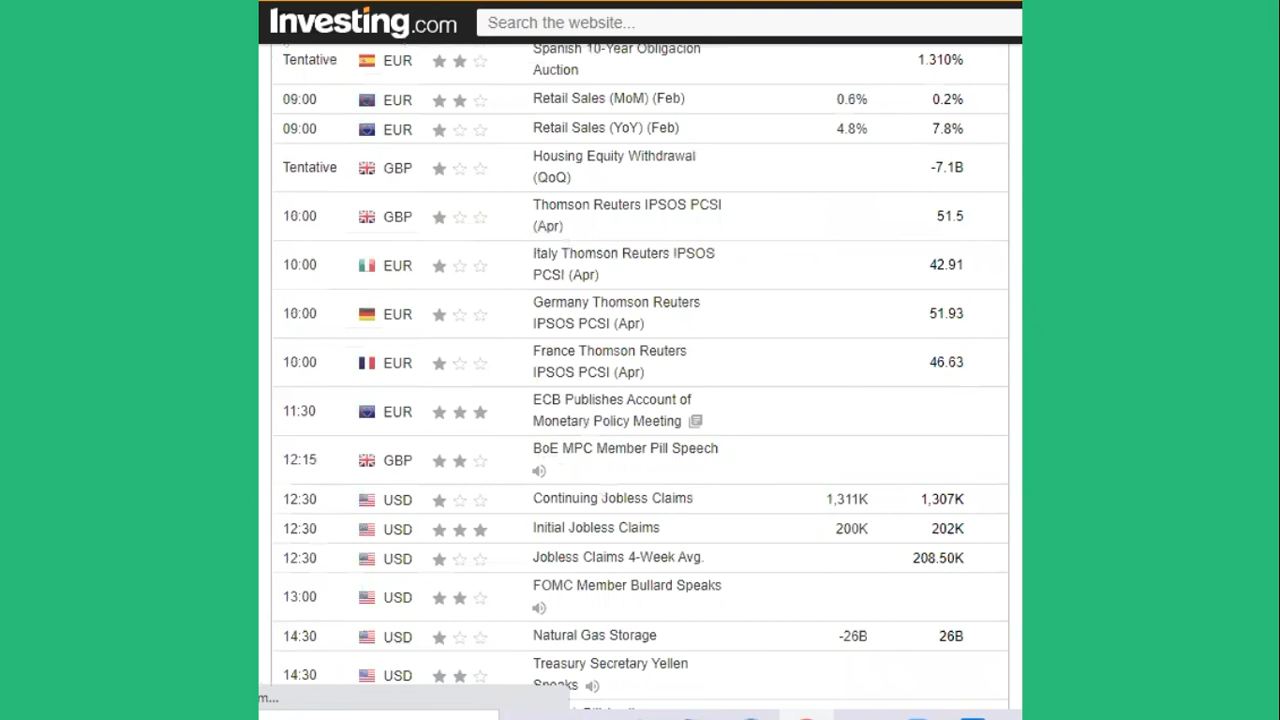 Investing.com Search the website...
Spanish 10-Year Obligacion
Tentative EUR Auction 1.310%
09:00 EUR Retail Sales (MoM) (Feb) 0.6% 0.2%
09:00 EUR Retail Sales (YoY) (Feb) 4.8% 7.8%
Housing Equity Withdrawal
Tentative GBP (QoQ) -7.1B
Thomson Reuters IPSOS PCSI
10:00 GBP (Apr) 51.5
Italy Thomson Reuters IPSOS
10:00 EUR PCSI (Apr) 42.91
Germany Thomson Reuters
10:00 EUR IPSOS PCSI (Apr) 51.93
France Thomson Reuters
10:00 EUR IPSOS PCSI (Apr) 46.63
ECB Publishes Account of
11:30 EUR Monetary Policy Meeting
12:15 GBP BoE MPC Member Pill Speech
12:30 USD Continuing Jobless Claims 1,311K 1,307K
12:30 USD Initial Jobless Claims 200K 202K
12:30 USD Jobless Claims 4-Week Avg. 208.50K
13:00 USD FOMC Member Bullard Speaks
14:30 USD Natural Gas Storage -26B 26B
Treasury Secretary Yellen
14:30 USD Speaks
m...